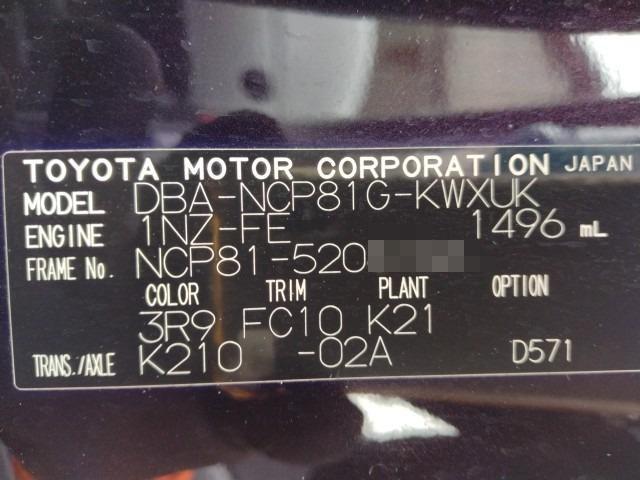 TOYOTA MOTOR CORPORATION JAPAN
MODEL DBA-NCP81G-KWXUK
ENGINE 1NZ-FE 1496 mL
FRAME No. NCP81-520
COLOR TRIM PLANT OPTION
3R9 FC10 K21
TRANS./AXLE K210 -02A D571